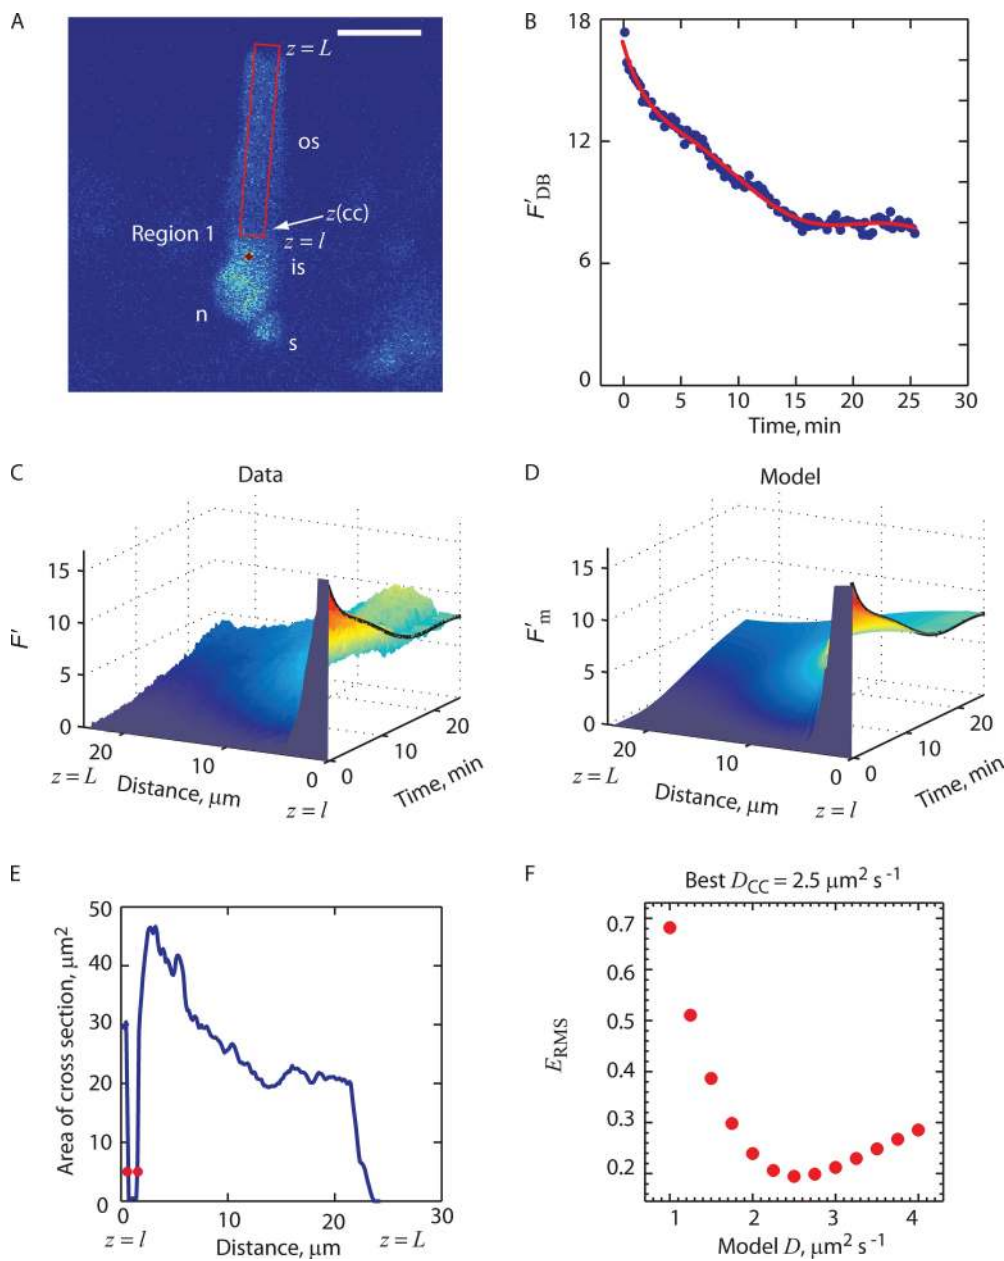 A
z = L
os
z(cc)
Region 1
z = l
is
n
s
B
18
12
6
0
F′DB
0 5 10 15 20 25 30
Time, min
C
Data
15
10
5
0
F′
20
10
0
z = L
Distance, μm
z = l
0
10
20
Time, min
D
Model
15
10
5
0
F′m
20
10
0
z = L
Distance, μm
z = l
0
10
20
Time, min
E
50
40
30
20
10
0
Area of cross section, μm²
0 10 20 30
z = l
Distance, μm
z = L
F
Best DCC = 2.5 μm² s⁻¹
0.7
0.6
0.5
0.4
0.3
0.2
ERMS
1 2 3 4
Model D, μm² s⁻¹